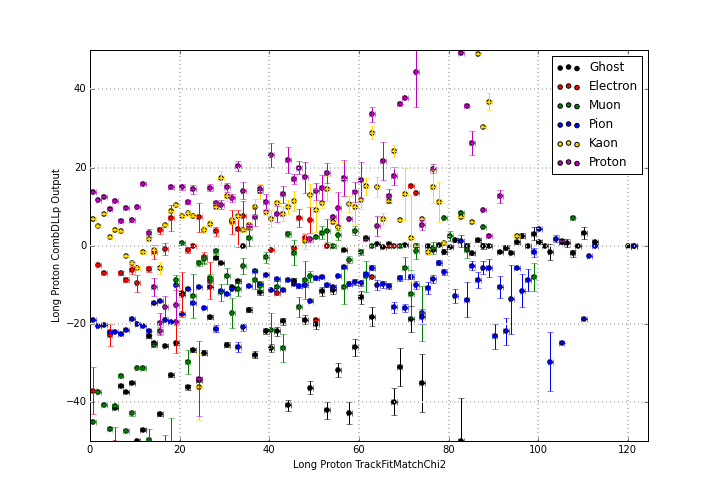 40
20
0
−20
−40
0
20
40
60
80
100
120
Long Proton CombDLLp Output
Long Proton TrackFitMatchChi2
Ghost
Electron
Muon
Pion
Kaon
Proton